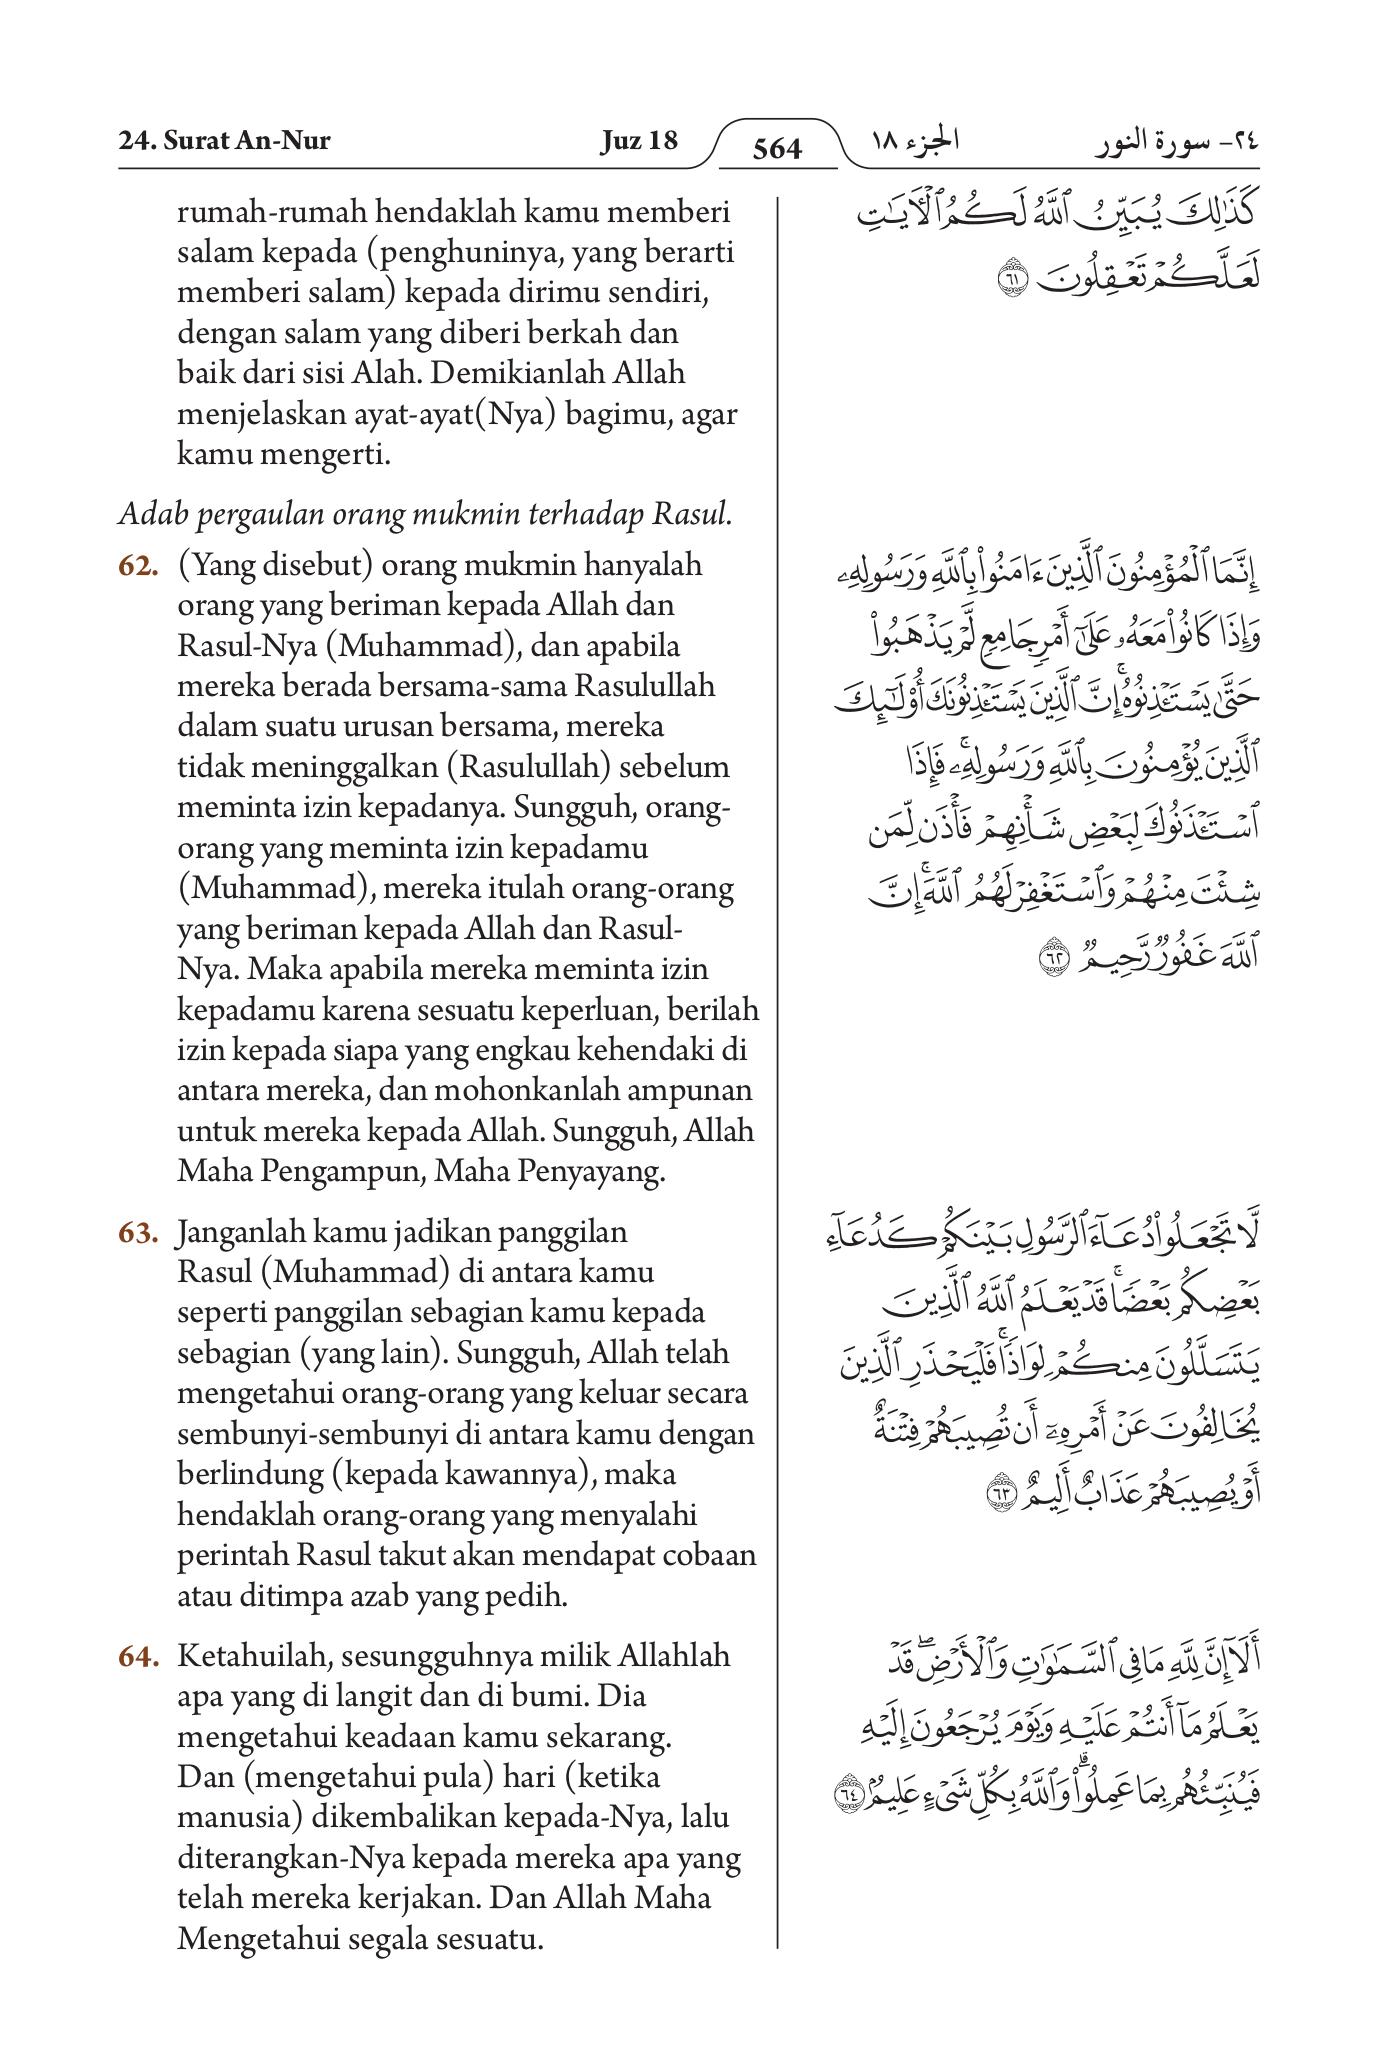 24. Surat An-Nur
Juz 18
564
الجزء ١٨
٢٤- سورة النور
rumah-rumah hendaklah kamu memberi
salam kepada (penghuninya, yang berarti
memberi salam) kepada dirimu sendiri,
dengan salam yang diberi berkah dan
baik dari sisi Alah. Demikianlah Allah
menjelaskan ayat-ayat(Nya) bagimu, agar
kamu mengerti.
Adab pergaulan orang mukmin terhadap Rasul.
62. (Yang disebut) orang mukmin hanyalah
orang yang beriman kepada Allah dan
Rasul-Nya (Muhammad), dan apabila
mereka berada bersama-sama Rasulullah
dalam suatu urusan bersama, mereka
tidak meninggalkan (Rasulullah) sebelum
meminta izin kepadanya. Sungguh, orang-
orang yang meminta izin kepadamu
(Muhammad), mereka itulah orang-orang
yang beriman kepada Allah dan Rasul-
Nya. Maka apabila mereka meminta izin
kepadamu karena sesuatu keperluan, berilah
izin kepada siapa yang engkau kehendaki di
antara mereka, dan mohonkanlah ampunan
untuk mereka kepada Allah. Sungguh, Allah
Maha Pengampun, Maha Penyayang.
63. Janganlah kamu jadikan panggilan
Rasul (Muhammad) di antara kamu
seperti panggilan sebagian kamu kepada
sebagian (yang lain). Sungguh, Allah telah
mengetahui orang-orang yang keluar secara
sembunyi-sembunyi di antara kamu dengan
berlindung (kepada kawannya), maka
hendaklah orang-orang yang menyalahi
perintah Rasul takut akan mendapat cobaan
atau ditimpa azab yang pedih.
64. Ketahuilah, sesungguhnya milik Allahlah
apa yang di langit dan di bumi. Dia
mengetahui keadaan kamu sekarang.
Dan (mengetahui pula) hari (ketika
manusia) dikembalikan kepada-Nya, lalu
diterangkan-Nya kepada mereka apa yang
telah mereka kerjakan. Dan Allah Maha
Mengetahui segala sesuatu.
كَذَٰلِكَ يُبَيِّنُ ٱللَّهُ لَكُمُ ٱلْـَٔايَـٰتِ
لَعَلَّكُمْ تَعْقِلُونَ ٦١
إِنَّمَا ٱلْمُؤْمِنُونَ ٱلَّذِينَ ءَامَنُوا۟ بِٱللَّهِ وَرَسُولِهِۦ
وَإِذَا كَانُوا۟ مَعَهُۥ عَلَىٰٓ أَمْرٍ جَامِعٍ لَّمْ يَذْهَبُوا۟
حَتَّىٰ يَسْتَـْٔذِنُوهُ ۚ إِنَّ ٱلَّذِينَ يَسْتَـْٔذِنُونَكَ أُو۟لَـٰٓئِكَ
ٱلَّذِينَ يُؤْمِنُونَ بِٱللَّهِ وَرَسُولِهِۦ ۚ فَإِذَا
ٱسْتَـْٔذَنُوكَ لِبَعْضِ شَأْنِهِمْ فَأْذَن لِّمَن
شِئْتَ مِنْهُمْ وَٱسْتَغْفِرْ لَهُمُ ٱللَّهَ ۚ إِنَّ
ٱللَّهَ غَفُورٌ رَّحِيمٌ ٦٢
لَّا تَجْعَلُوا۟ دُعَآءَ ٱلرَّسُولِ بَيْنَكُمْ كَدُعَآءِ
بَعْضِكُم بَعْضًا ۚ قَدْ يَعْلَمُ ٱللَّهُ ٱلَّذِينَ
يَتَسَلَّلُونَ مِنكُمْ لِوَاذًا ۚ فَلْيَحْذَرِ ٱلَّذِينَ
يُخَالِفُونَ عَنْ أَمْرِهِۦٓ أَن تُصِيبَهُمْ فِتْنَةٌ
أَوْ يُصِيبَهُمْ عَذَابٌ أَلِيمٌ ٦٣
أَلَآ إِنَّ لِلَّهِ مَا فِى ٱلسَّمَـٰوَٰتِ وَٱلْأَرْضِ ۖ قَدْ
يَعْلَمُ مَآ أَنتُمْ عَلَيْهِ وَيَوْمَ يُرْجَعُونَ إِلَيْهِ
فَيُنَبِّئُهُم بِمَا عَمِلُوا۟ ۗ وَٱللَّهُ بِكُلِّ شَىْءٍ عَلِيمٌۢ ٦٤